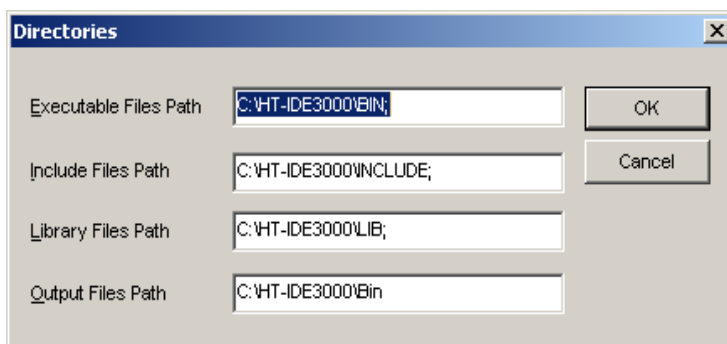 Directories
Executable Files Path C:\HT-IDE3000\BIN; OK
Include Files Path C:\HT-IDE3000\INCLUDE; Cancel
Library Files Path C:\HT-IDE3000\LIB;
Output Files Path C:\HT-IDE3000\Bin